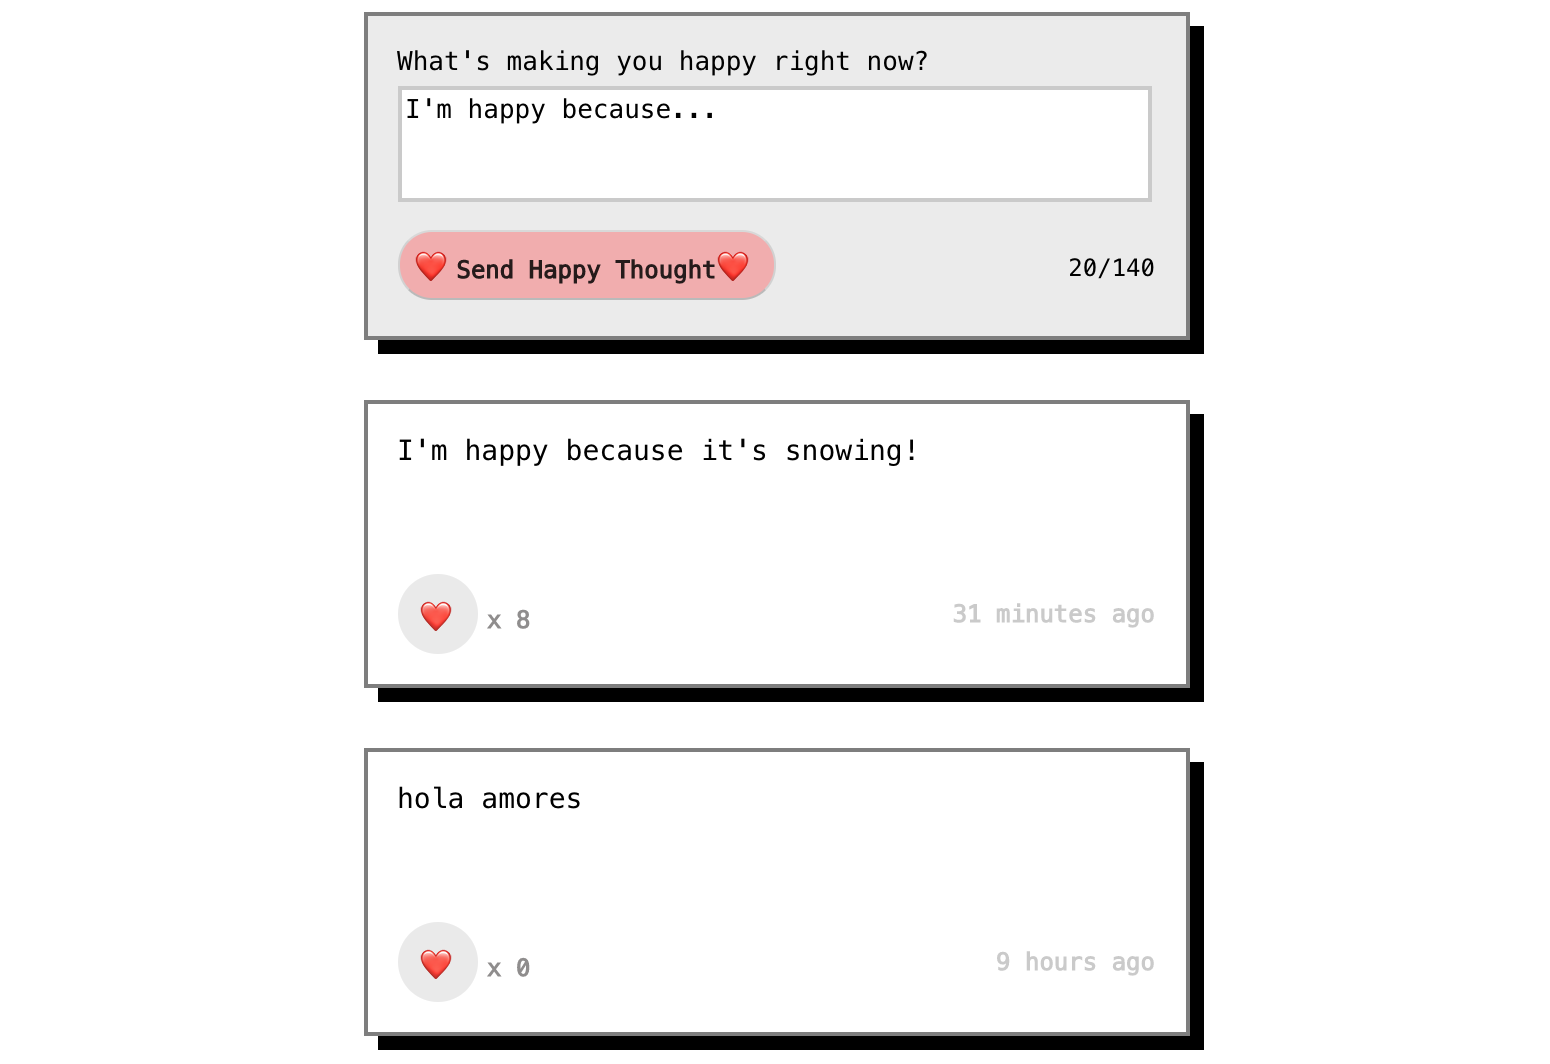 What's making you happy right now?
I'm happy because...
❤️ Send Happy Thought❤️
20/140
I'm happy because it's snowing!
❤️ x 8
31 minutes ago
hola amores
❤️ x 0
9 hours ago